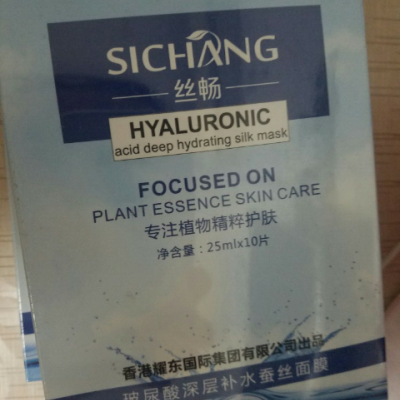 SICHANG
丝畅
HYALURONIC
acid deep hydrating silk mask
FOCUSED ON
PLANT ESSENCE SKIN CARE
专注植物精粹护肤
净含量：25mlx10片
香港耀东国际集团有限公司出品
玻尿酸深层补水蚕丝面膜